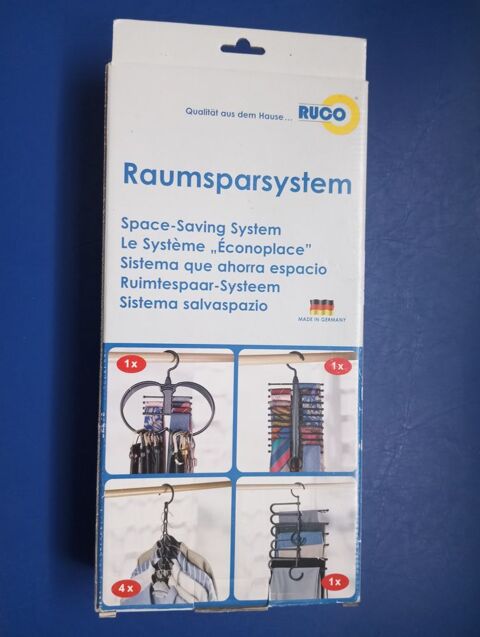 Qualität aus dem Hause...
RUCO
Raumsparsystem
Space-Saving System
Le Système „Éconoplace”
Sistema que ahorra espacio
Ruimtespaar-Systeem
Sistema salvaspazio
MADE IN GERMANY
1x
1x
4x
1x